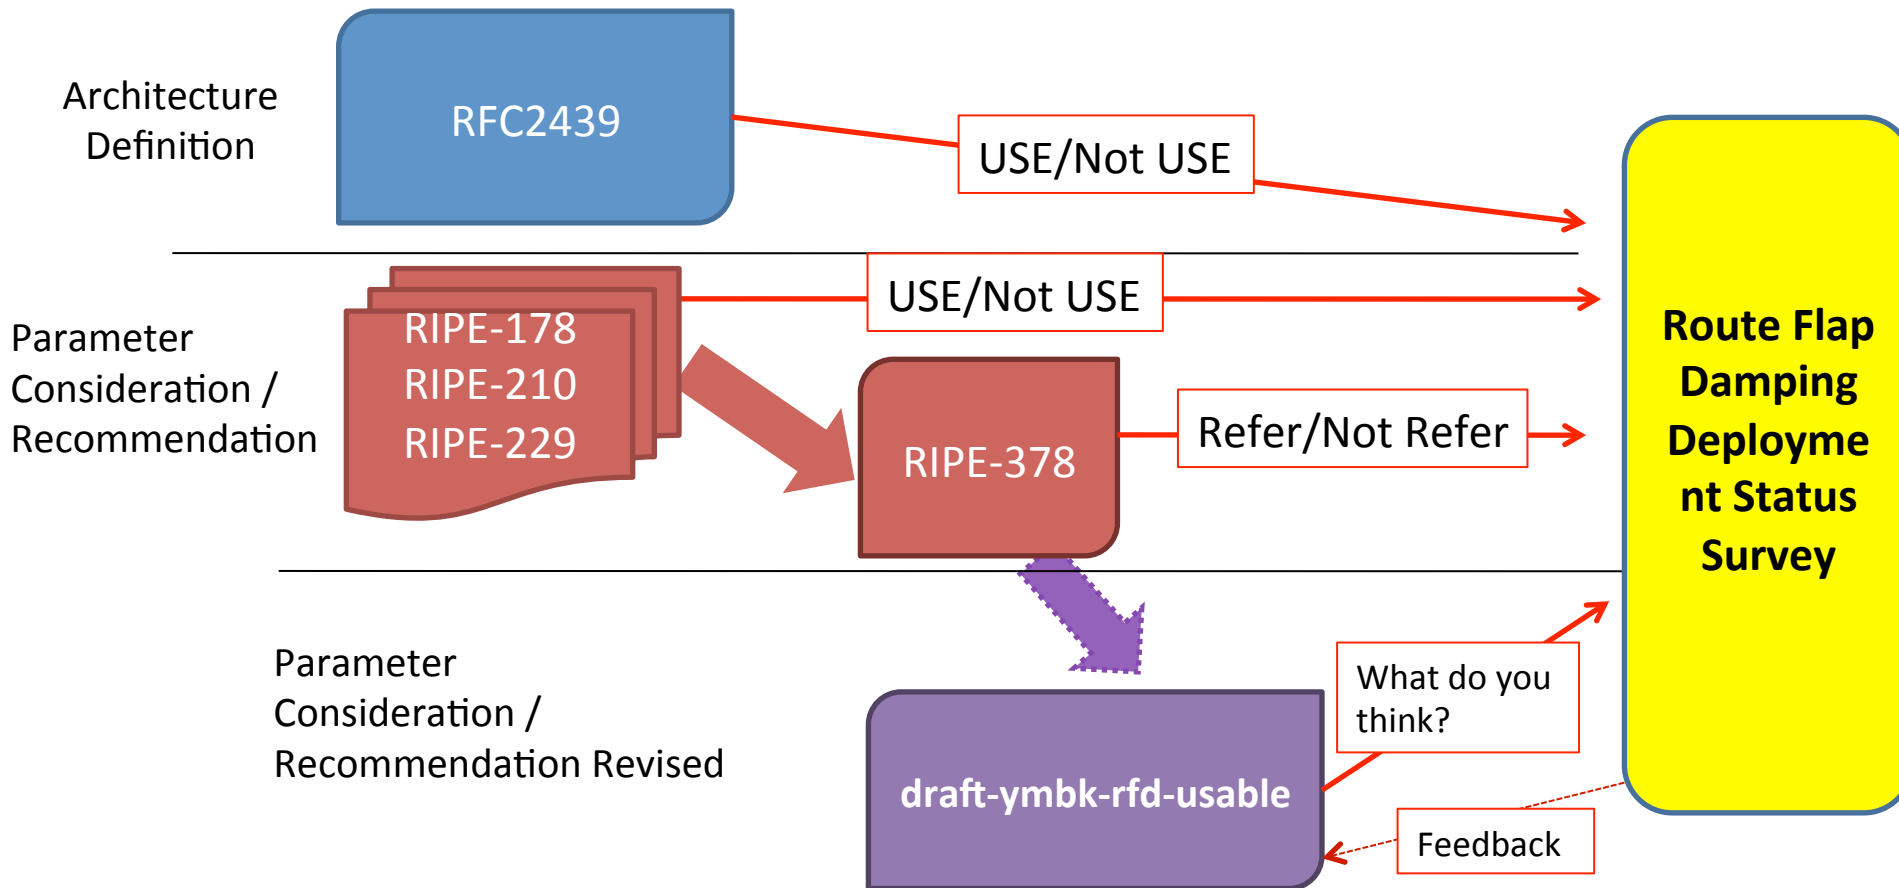 Architecture
Definition
RFC2439
USE/Not USE
Parameter
Consideration /
Recommendation
RIPE-178
RIPE-210
RIPE-229
USE/Not USE
RIPE-378
Refer/Not Refer
Route Flap
Damping
Deployme
nt Status
Survey
Parameter
Consideration /
Recommendation Revised
draft-ymbk-rfd-usable
What do you
think?
Feedback